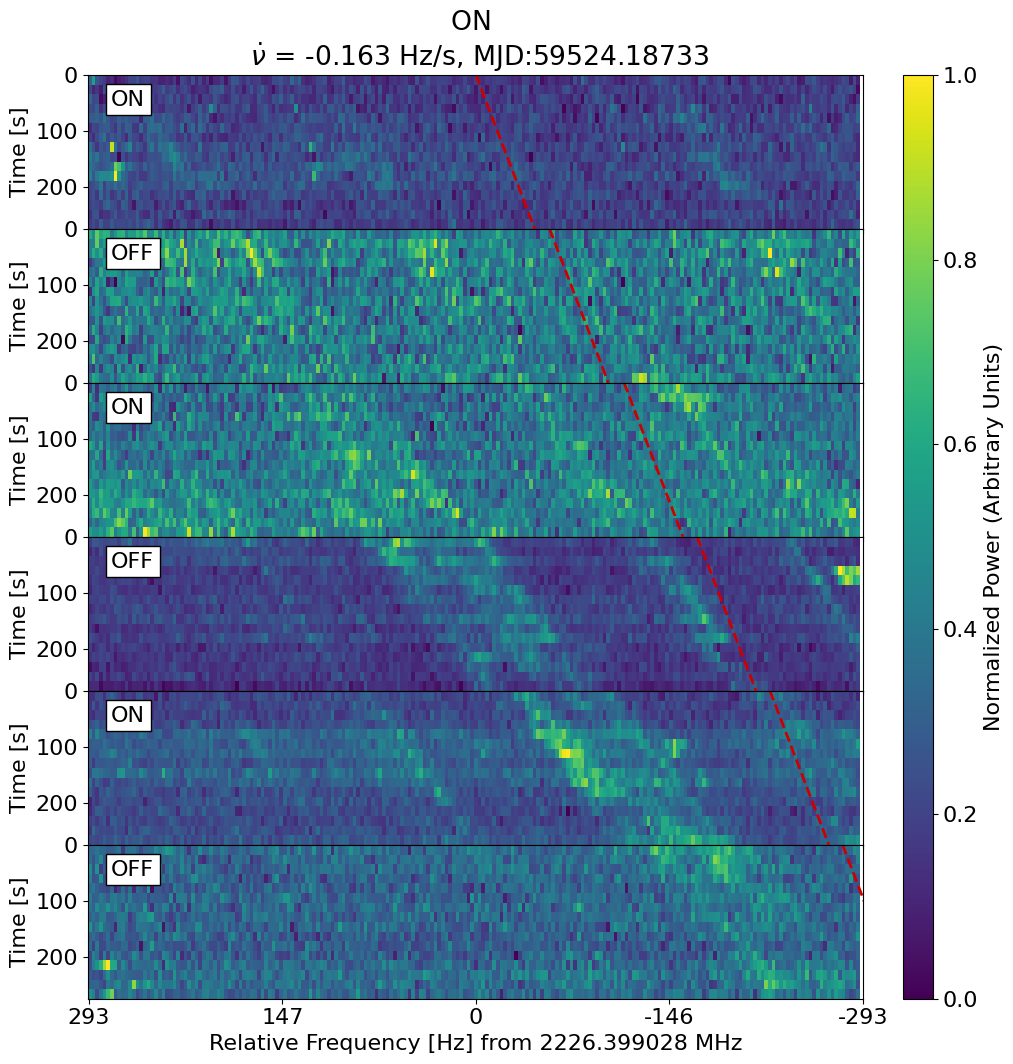 ON
ν̇ = -0.163 Hz/s, MJD:59524.18733
0
100
200
Time [s]
ON
0
100
200
Time [s]
OFF
0
100
200
Time [s]
ON
0
100
200
Time [s]
OFF
0
100
200
Time [s]
ON
0
100
200
Time [s]
OFF
293 147 0 -146 -293
Relative Frequency [Hz] from 2226.399028 MHz
1.0
0.8
0.6
0.4
0.2
0.0
Normalized Power (Arbitrary Units)